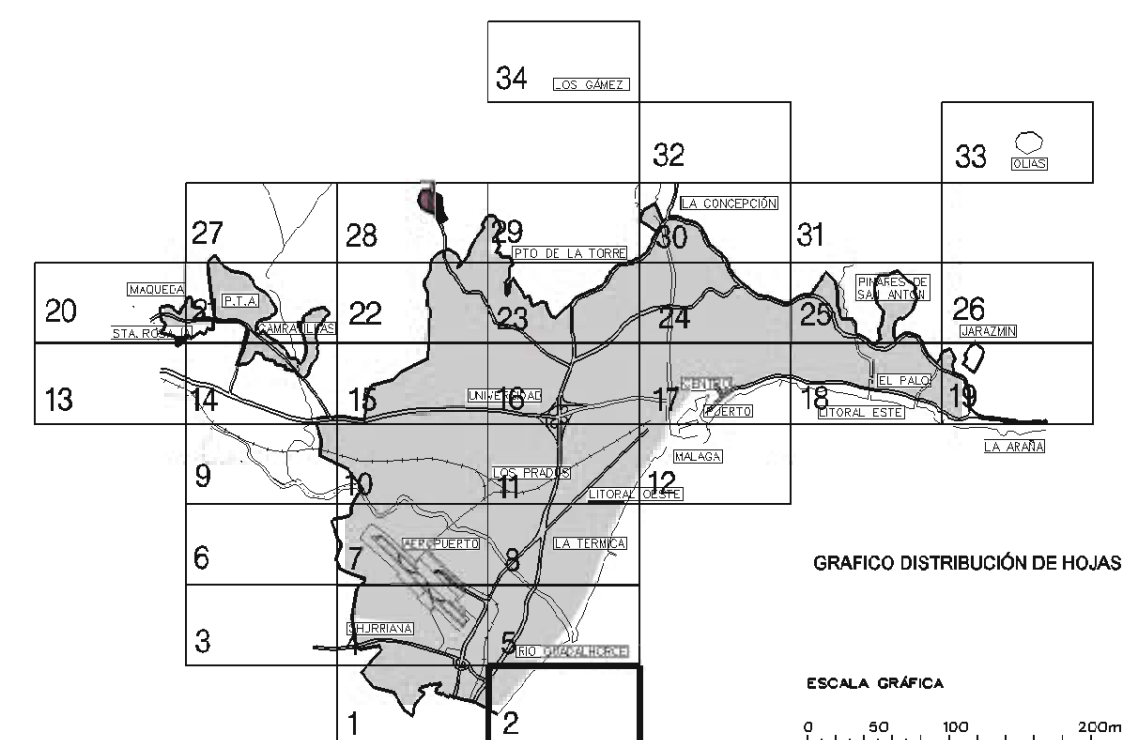 34
LOS GÁMEZ
32
33
OLIAS
LA CONCEPCIÓN
27
28
29
30
31
PTO DE LA TORRE
MAQUEDA
P.T.A.
PINARES DE
SAN ANTON
20
21
22
23
24
25
26
STA. ROSALIA
CAMPANILLAS
JARAZMIN
13
14
15
16
17
18
19
UNIVERSIDAD
CENTRO
PUERTO
EL PALO
LITORAL ESTE
LA ARAÑA
MALAGA
9
10
11
12
LOS PRADOS
LITORAL OESTE
6
7
8
AEROPUERTO
LA TERMICA
GRAFICO DISTRIBUCIÓN DE HOJAS
3
4
5
CHURRIANA
RIO GUADALHORCE
1
2
ESCALA GRÁFICA
0 50 100 200m